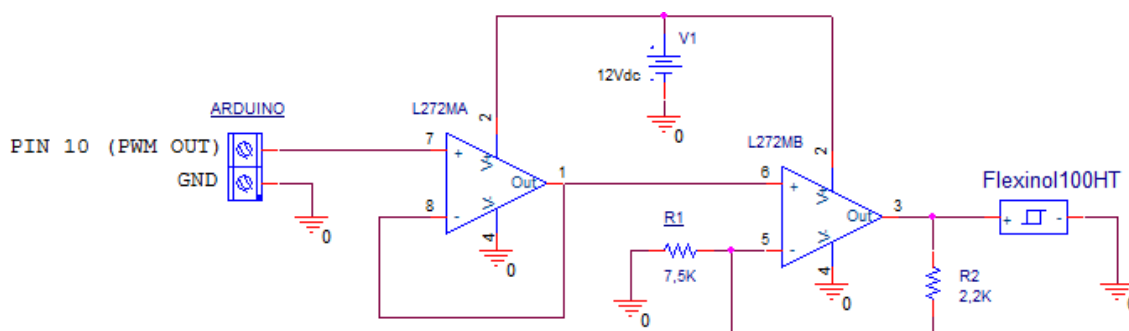 V1
12Vdc
0
ARDUINO
PIN 10 (PWM OUT)
GND
0
L272MA
7
+
8
-
2
V+
V-
Out
1
4
0
L272MB
6
+
5
-
2
V+
V-
Out
3
4
0
R1
7,5K
0
R2
2,2K
Flexinol100HT
+
-
0